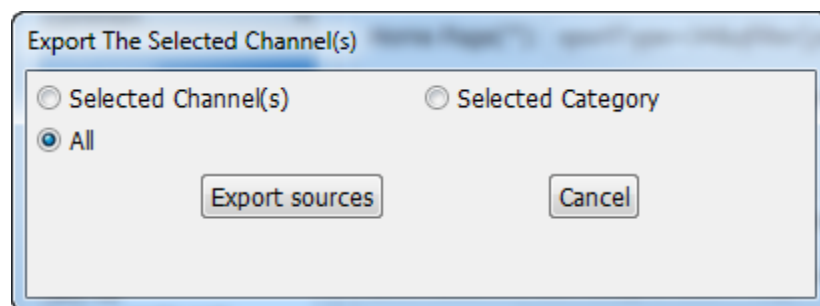 Export The Selected Channel(s)
Selected Channel(s) Selected Category
All
Export sources Cancel